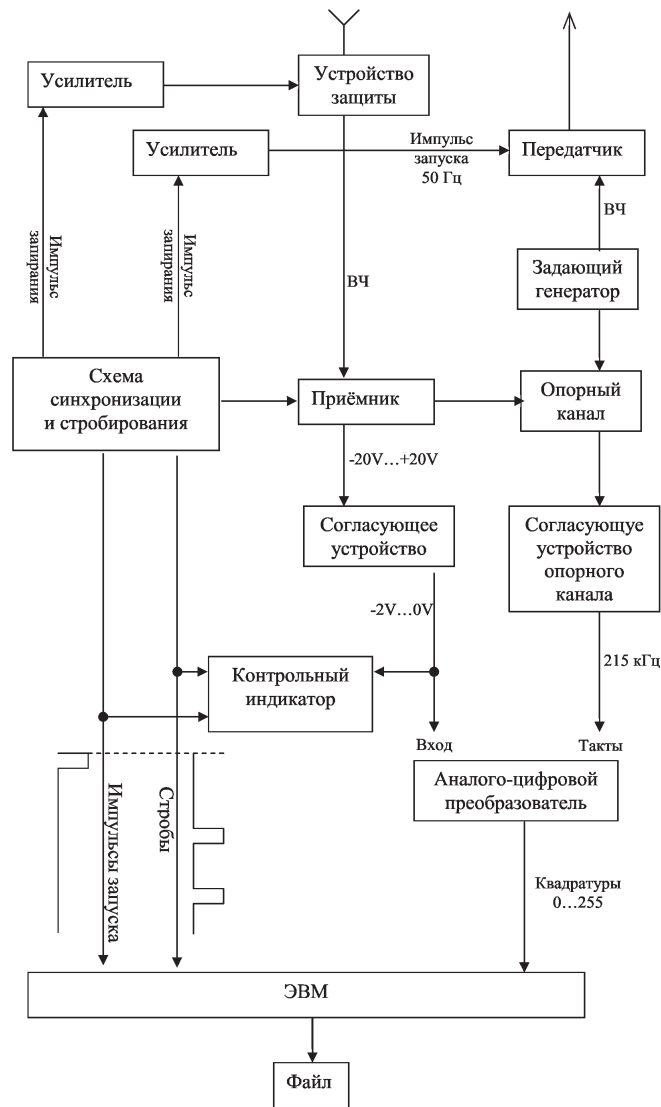 Усилитель
Устройство
защиты
Усилитель
Импульс
запуска
50 Гц
Передатчик
Импульс
запирания
Импульс
запирания
ВЧ
ВЧ
Задающий
генератор
Схема
синхронизации
и стробирования
Приёмник
Опорный
канал
-20V…+20V
Согласующее
устройство
Согласующуе
устройство
опорного
канала
-2V…0V
215 кГц
Контрольный
индикатор
Вход
Такты
Импульсы запуска
Стробы
Аналого-цифровой
преобразователь
Квадратуры
0…255
ЭВМ
Файл